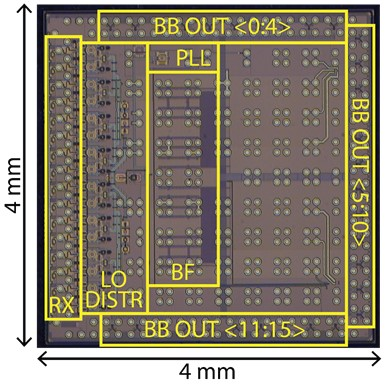 BB OUT <0:4>
PLL
4 mm
BB OUT <5:10>
BF
LO
DISTR
RX
BB OUT <11:15>
4 mm